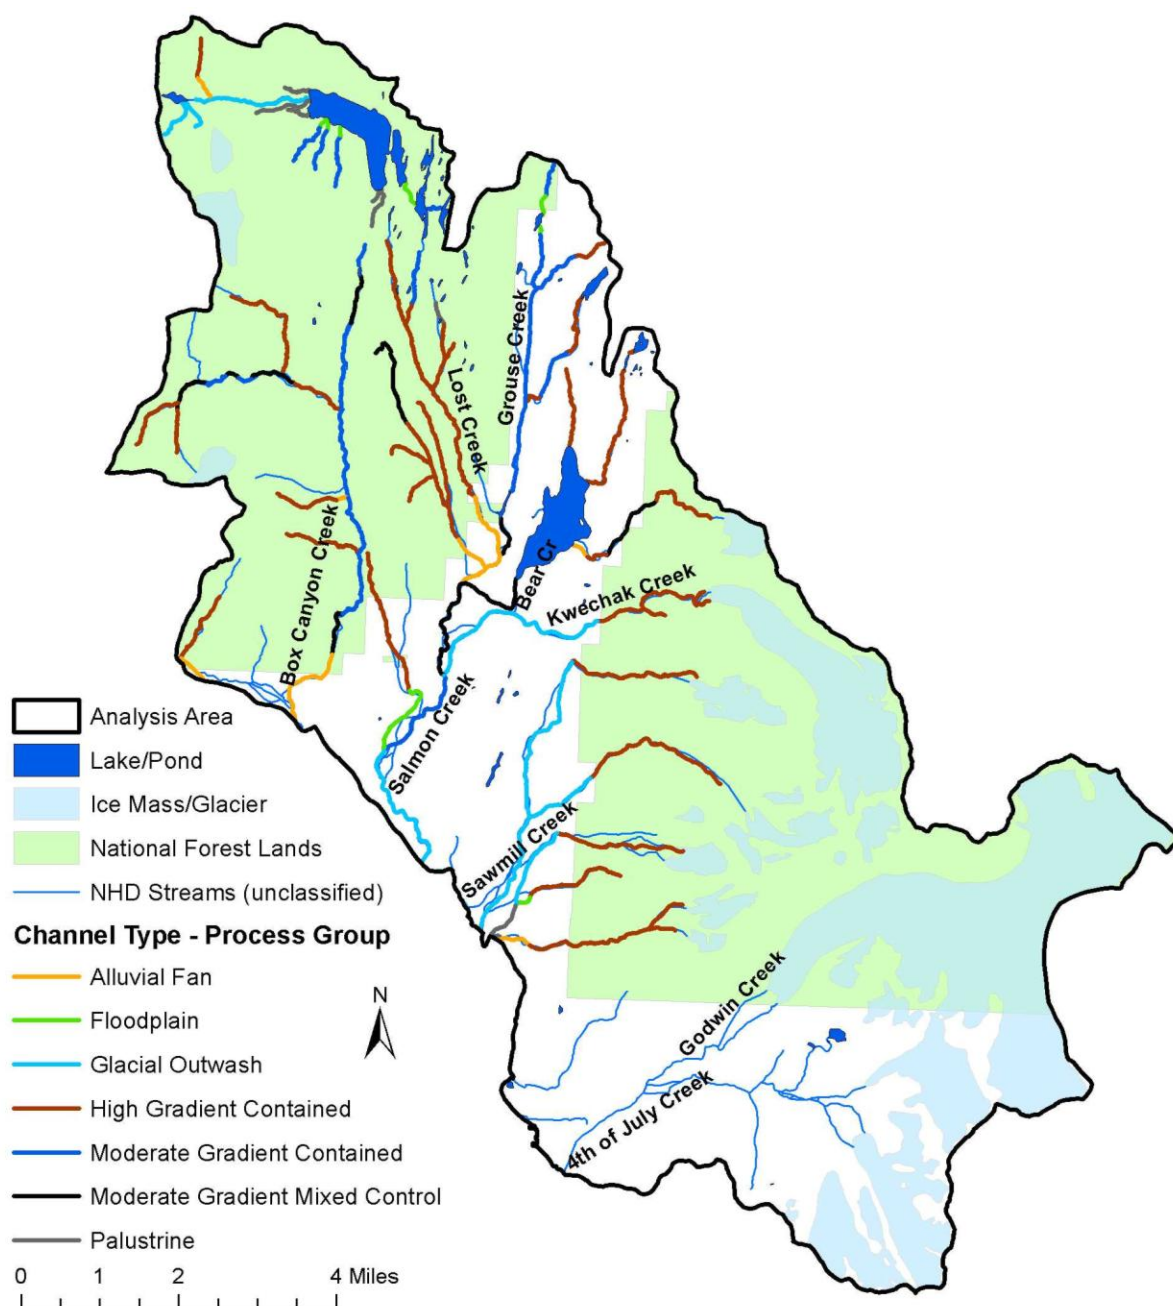 Grouse Creek
Lost Creek
Bear Cr
Kwechak Creek
Box Canyon Creek
Salmon Creek
Sawmill Creek
Godwin Creek
4th of July Creek
Analysis Area
Lake/Pond
Ice Mass/Glacier
National Forest Lands
NHD Streams (unclassified)
Channel Type - Process Group
Alluvial Fan
Floodplain
Glacial Outwash
High Gradient Contained
Moderate Gradient Contained
Moderate Gradient Mixed Control
Palustrine
N
0 1 2 4 Miles